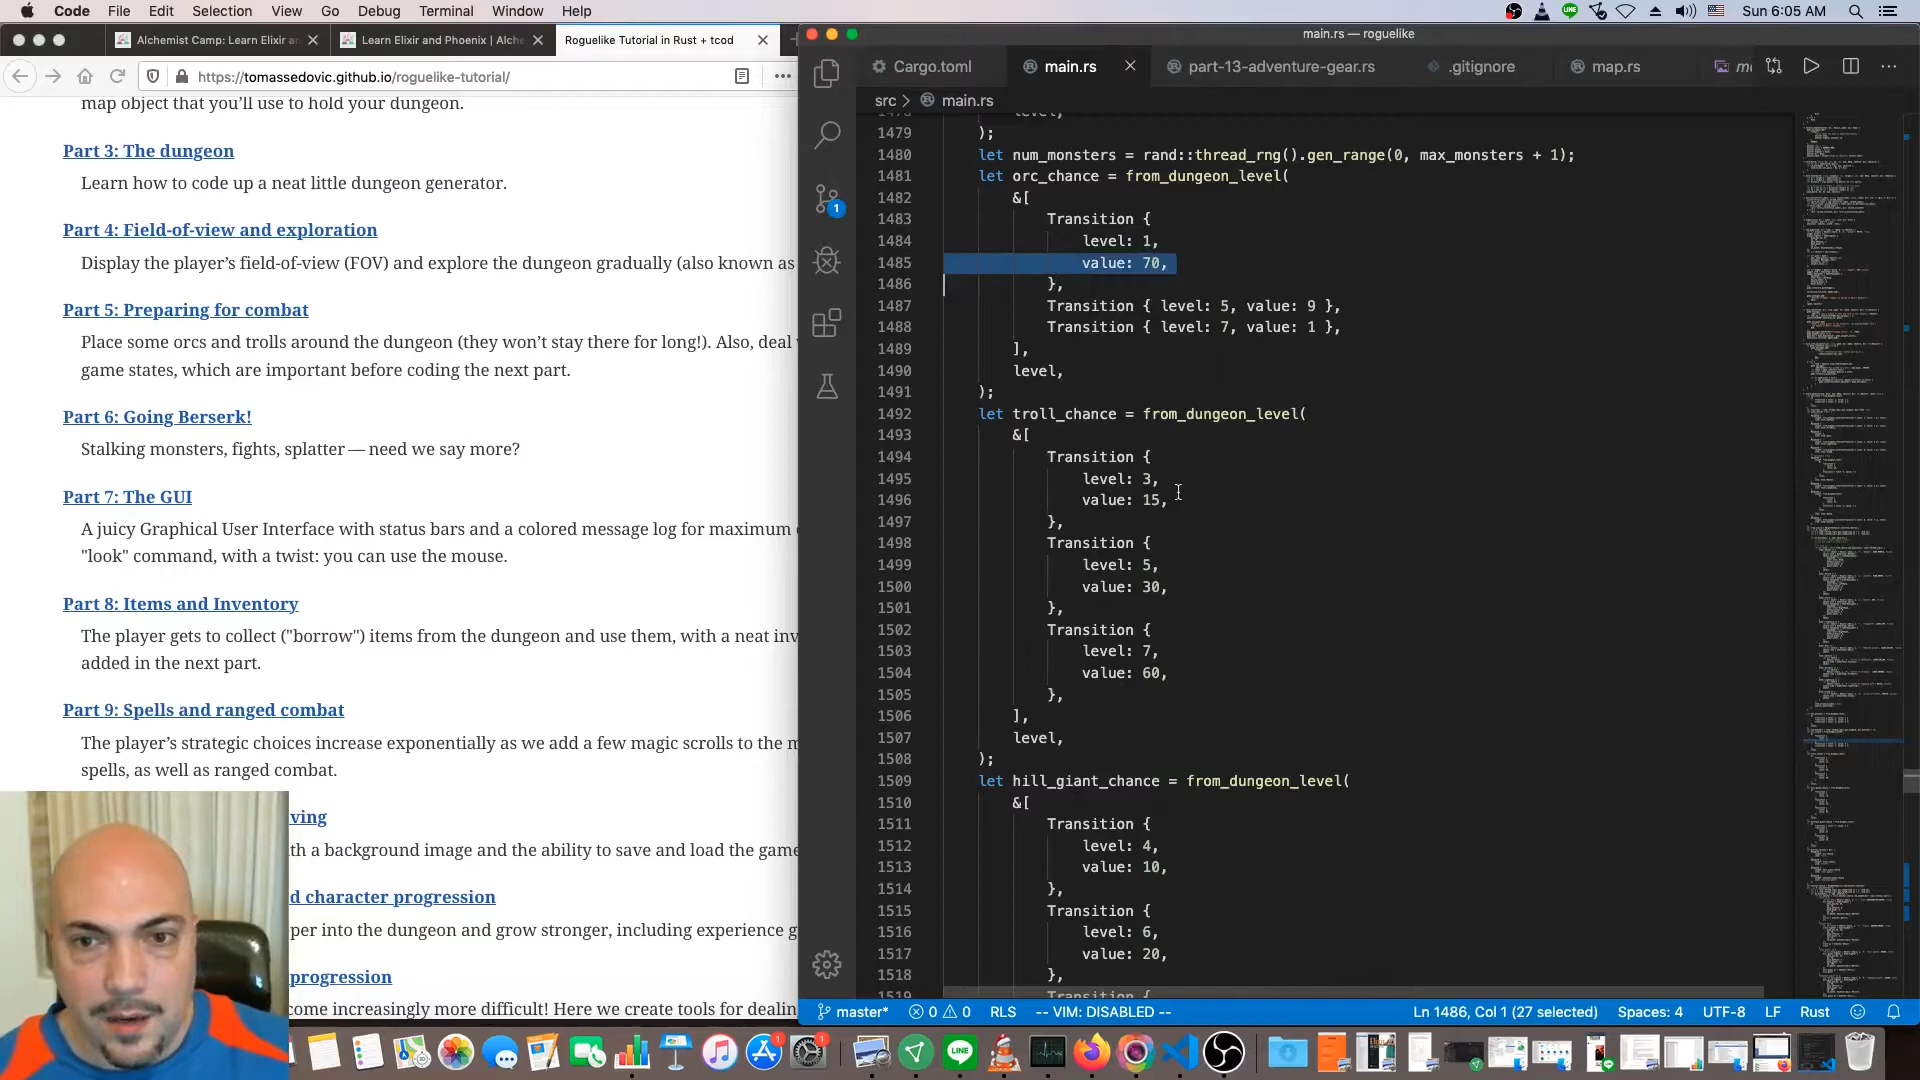 Code File Edit Selection View Go Debug Terminal Window Help
Sun 6:05 AM
Alchemist Camp: Learn Elixir an
Learn Elixir and Phoenix | Alche
Roguelike Tutorial in Rust + tcod
https://tomassedovic.github.io/roguelike-tutorial/
map object that you’ll use to hold your dungeon.
Part 3: The dungeon
Learn how to code up a neat little dungeon generator.
Part 4: Field-of-view and exploration
Display the player’s field-of-view (FOV) and explore the dungeon gradually (also known as
Part 5: Preparing for combat
Place some orcs and trolls around the dungeon (they won’t stay there for long!). Also, deal
game states, which are important before coding the next part.
Part 6: Going Berserk!
Stalking monsters, fights, splatter — need we say more?
Part 7: The GUI
A juicy Graphical User Interface with status bars and a colored message log for maximum
"look" command, with a twist: you can use the mouse.
Part 8: Items and Inventory
The player gets to collect ("borrow") items from the dungeon and use them, with a neat inv
added in the next part.
Part 9: Spells and ranged combat
The player’s strategic choices increase exponentially as we add a few magic scrolls to the m
spells, as well as ranged combat.
ving
th a background image and the ability to save and load the game
d character progression
per into the dungeon and grow stronger, including experience g
progression
come increasingly more difficult! Here we create tools for dealin
main.rs — roguelike
Cargo.toml main.rs part-13-adventure-gear.rs .gitignore map.rs
src > main.rs
1478 level,
1479 );
1480 let num_monsters = rand::thread_rng().gen_range(0, max_monsters + 1);
1481 let orc_chance = from_dungeon_level(
1482 &[
1483 Transition {
1484 level: 1,
1485 value: 70,
1486 },
1487 Transition { level: 5, value: 9 },
1488 Transition { level: 7, value: 1 },
1489 ],
1490 level,
1491 );
1492 let troll_chance = from_dungeon_level(
1493 &[
1494 Transition {
1495 level: 3,
1496 value: 15,
1497 },
1498 Transition {
1499 level: 5,
1500 value: 30,
1501 },
1502 Transition {
1503 level: 7,
1504 value: 60,
1505 },
1506 ],
1507 level,
1508 );
1509 let hill_giant_chance = from_dungeon_level(
1510 &[
1511 Transition {
1512 level: 4,
1513 value: 10,
1514 },
1515 Transition {
1516 level: 6,
1517 value: 20,
1518 },
1519 Transition {
master* 0 0 RLS -- VIM: DISABLED -- Ln 1486, Col 1 (27 selected) Spaces: 4 UTF-8 LF Rust